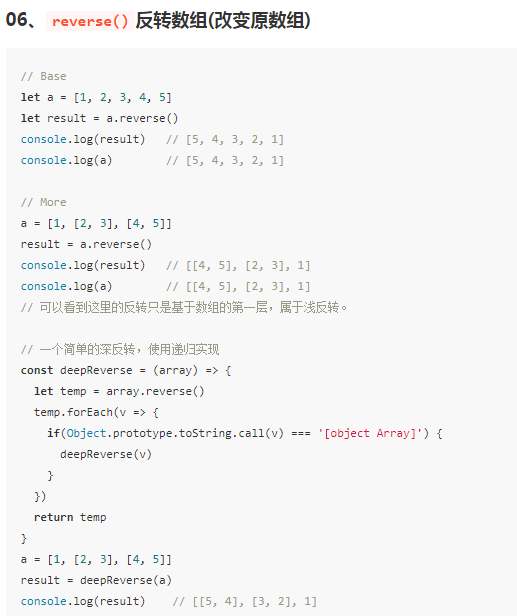 06、reverse()反转数组(改变原数组)
// Base
let a = [1, 2, 3, 4, 5]
let result = a.reverse()
console.log(result)   // [5, 4, 3, 2, 1]
console.log(a)        // [5, 4, 3, 2, 1]

// More
a = [1, [2, 3], [4, 5]]
result = a.reverse()
console.log(result)   // [[4, 5], [2, 3], 1]
console.log(a)        // [[4, 5], [2, 3], 1]
// 可以看到这里的反转只是基于数组的第一层，属于浅反转。

// 一个简单的深反转，使用递归实现
const deepReverse = (array) => {
  let temp = array.reverse()
  temp.forEach(v => {
    if(Object.prototype.toString.call(v) === '[object Array]') {
      deepReverse(v)
    }
  })
  return temp
}
a = [1, [2, 3], [4, 5]]
result = deepReverse(a)
console.log(result)    // [[5, 4], [3, 2], 1]